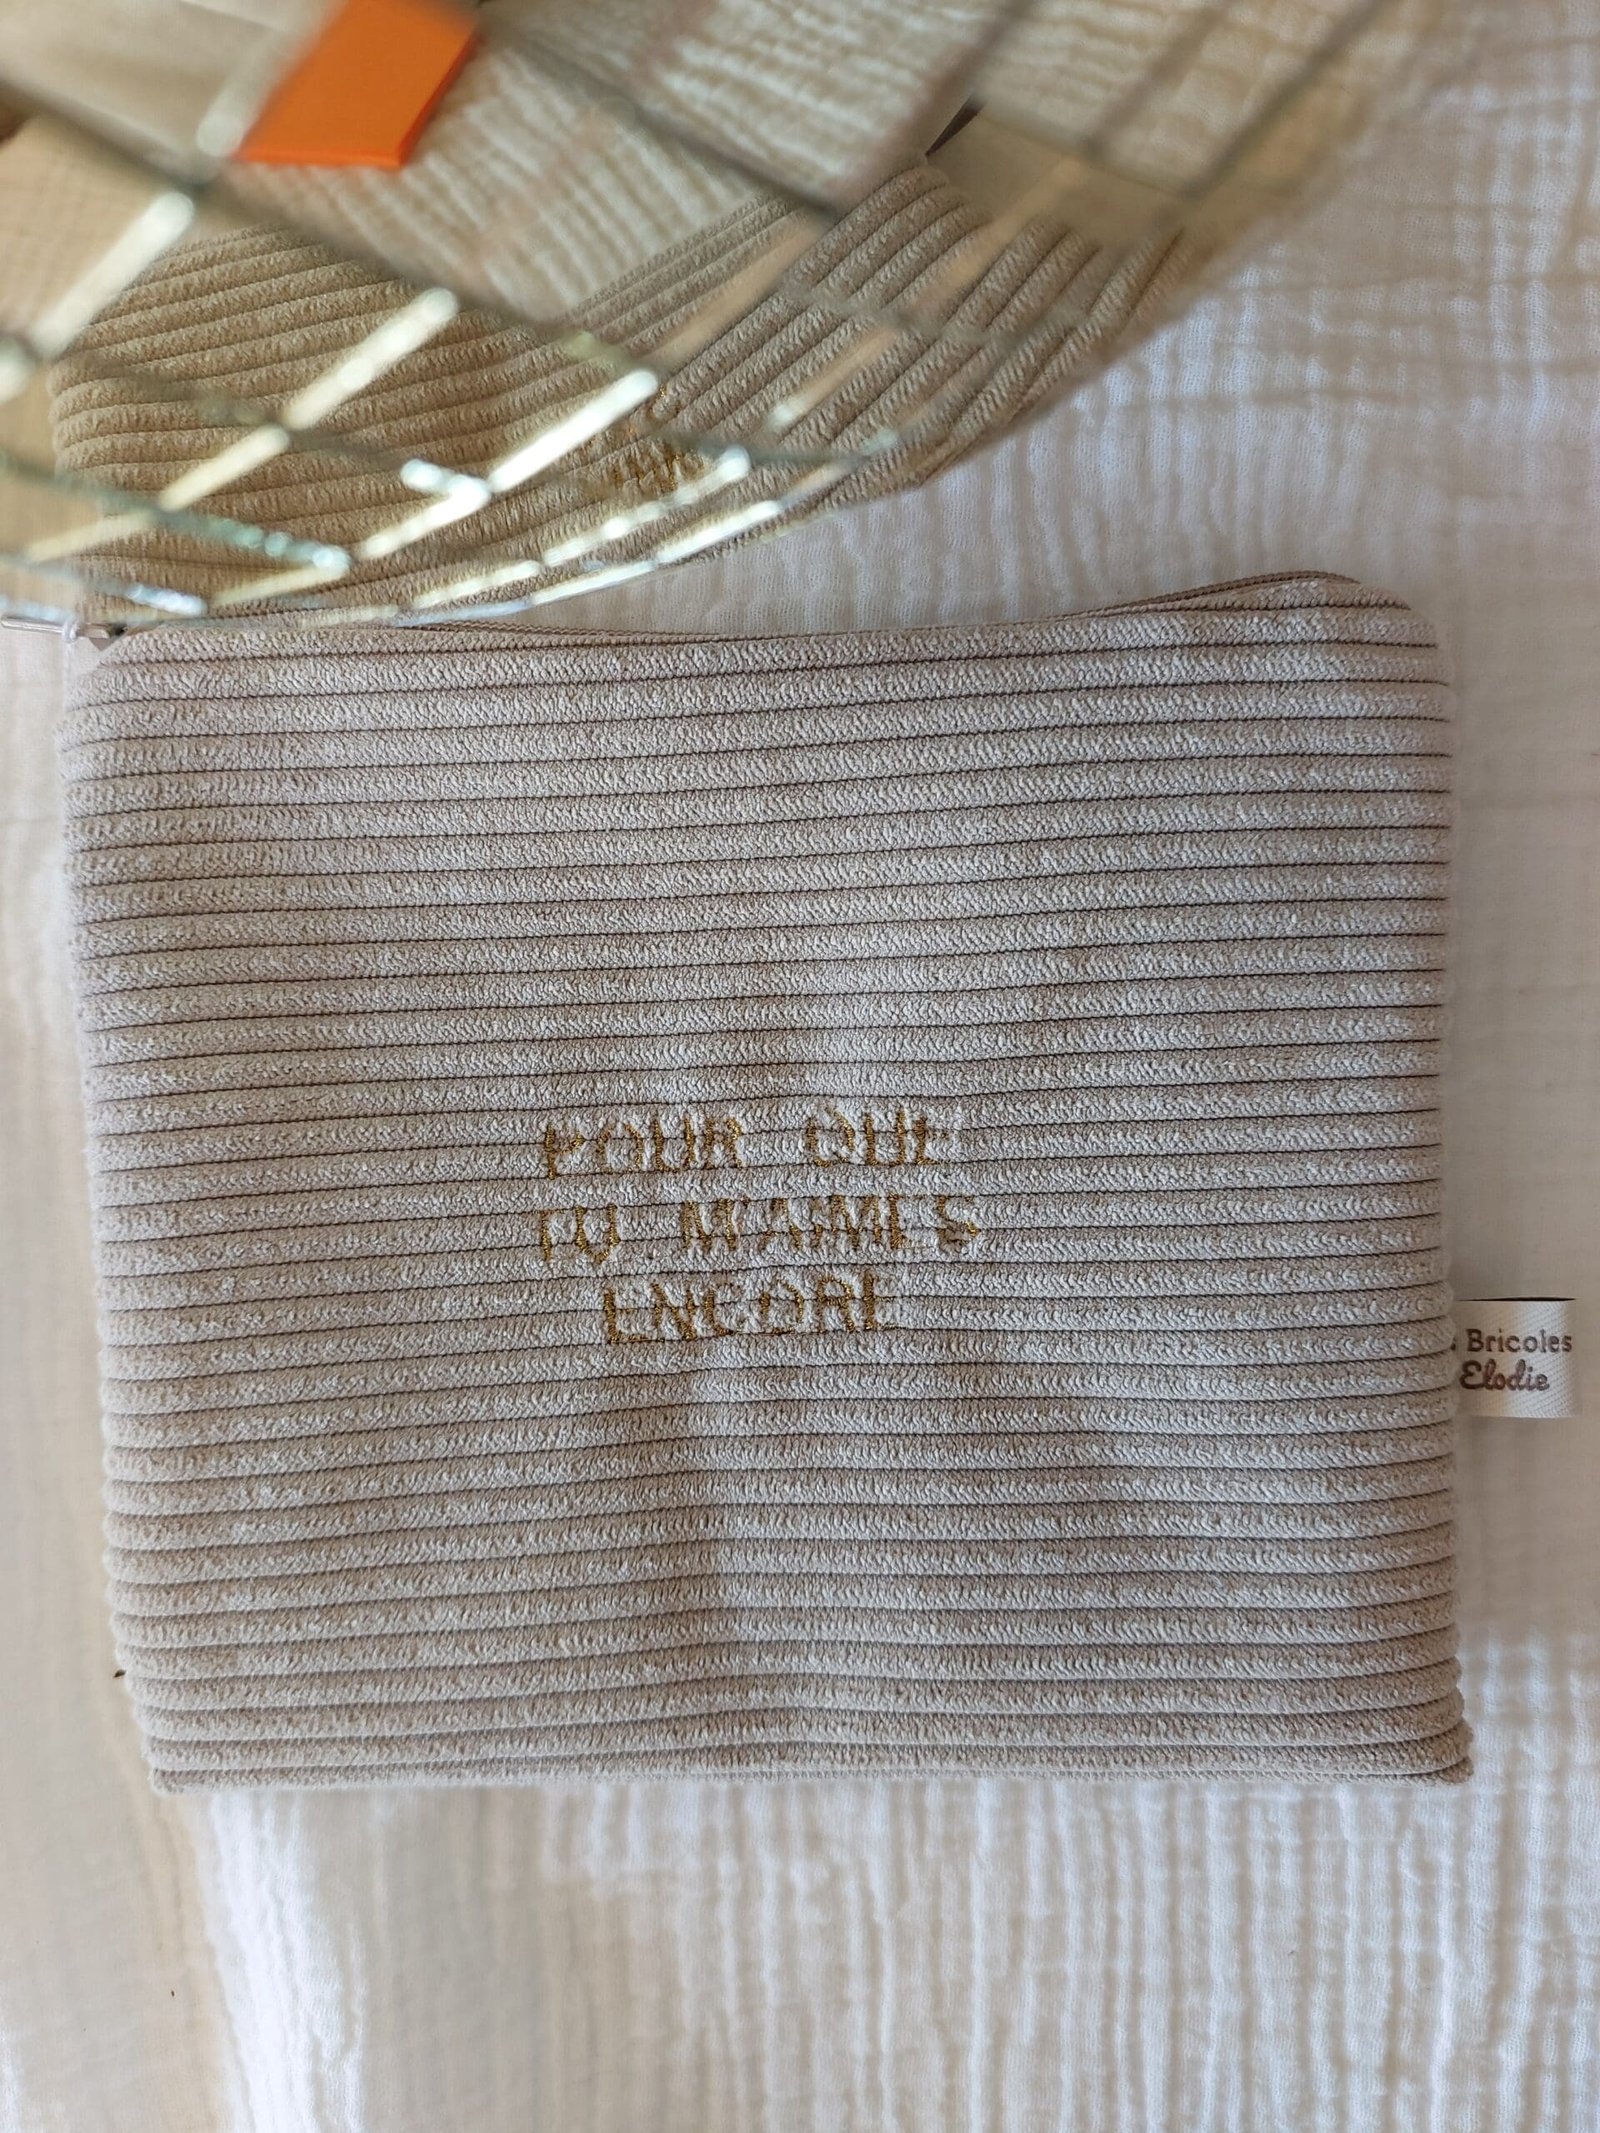 POUR QUE
TU M'AIMES
ENCORE
Bricoles
Elodie